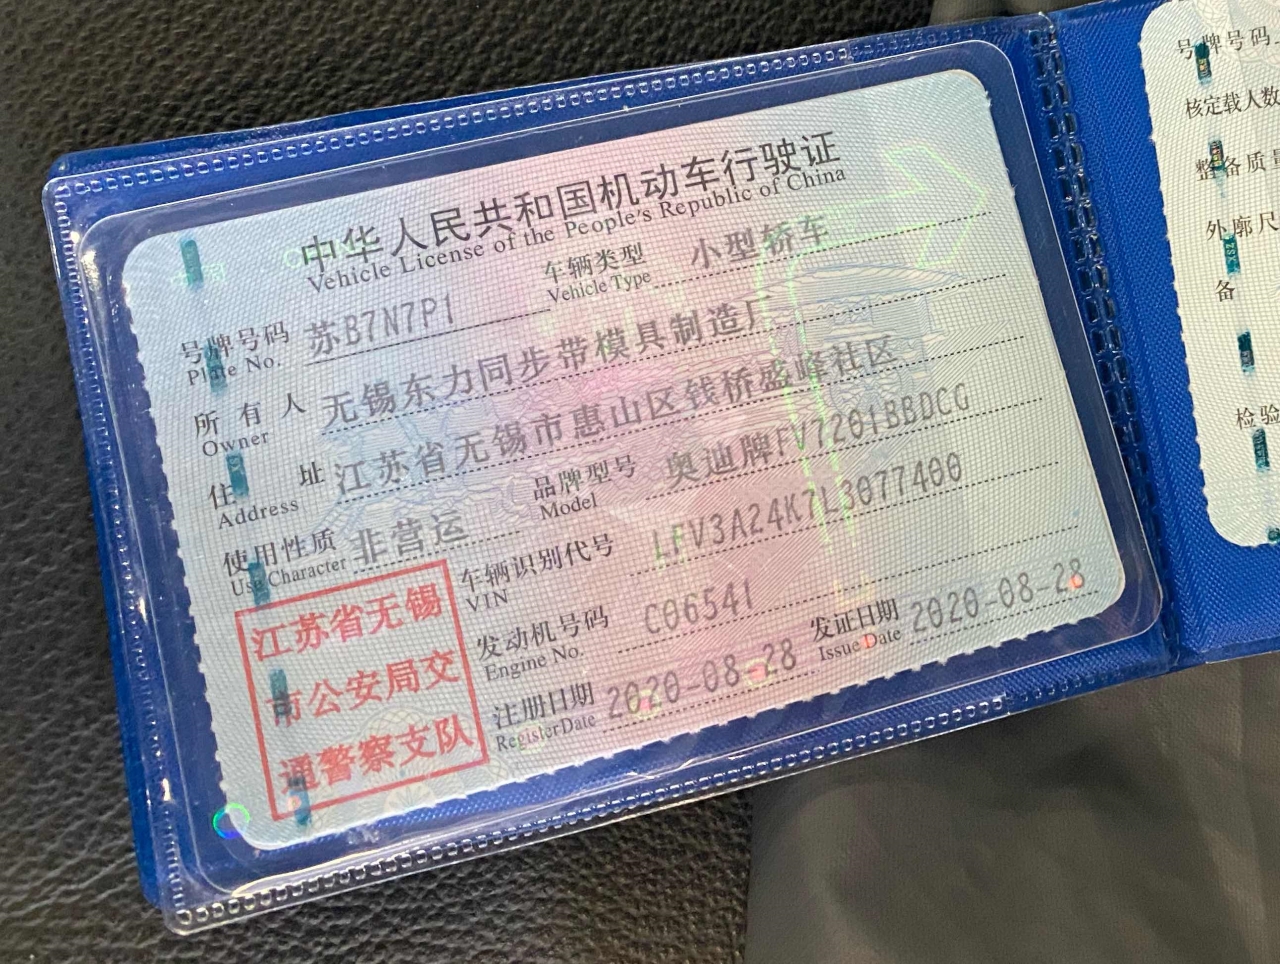 中华人民共和国机动车行驶证
Vehicle License of the People's Republic of China
号牌号码 苏B7N7P1 车辆类型 小型轿车
Plate No. Vehicle Type
所有人 无锡东力同步带模具制造厂
Owner
住址 江苏省无锡市惠山区钱桥盛峰社区
Address
使用性质 非营运 品牌型号 奥迪牌FV7201BBDCG
Use Character Model
车辆识别代号 LFV3A24K7L3077400
VIN
发动机号码 C06541
Engine No.
注册日期 2020-08-28 发证日期 2020-08-28
Register Date Issue Date
江苏省无锡
市公安局交
通警察支队
号牌号码
核定载人数
整备质量
外廓尺
备
检验